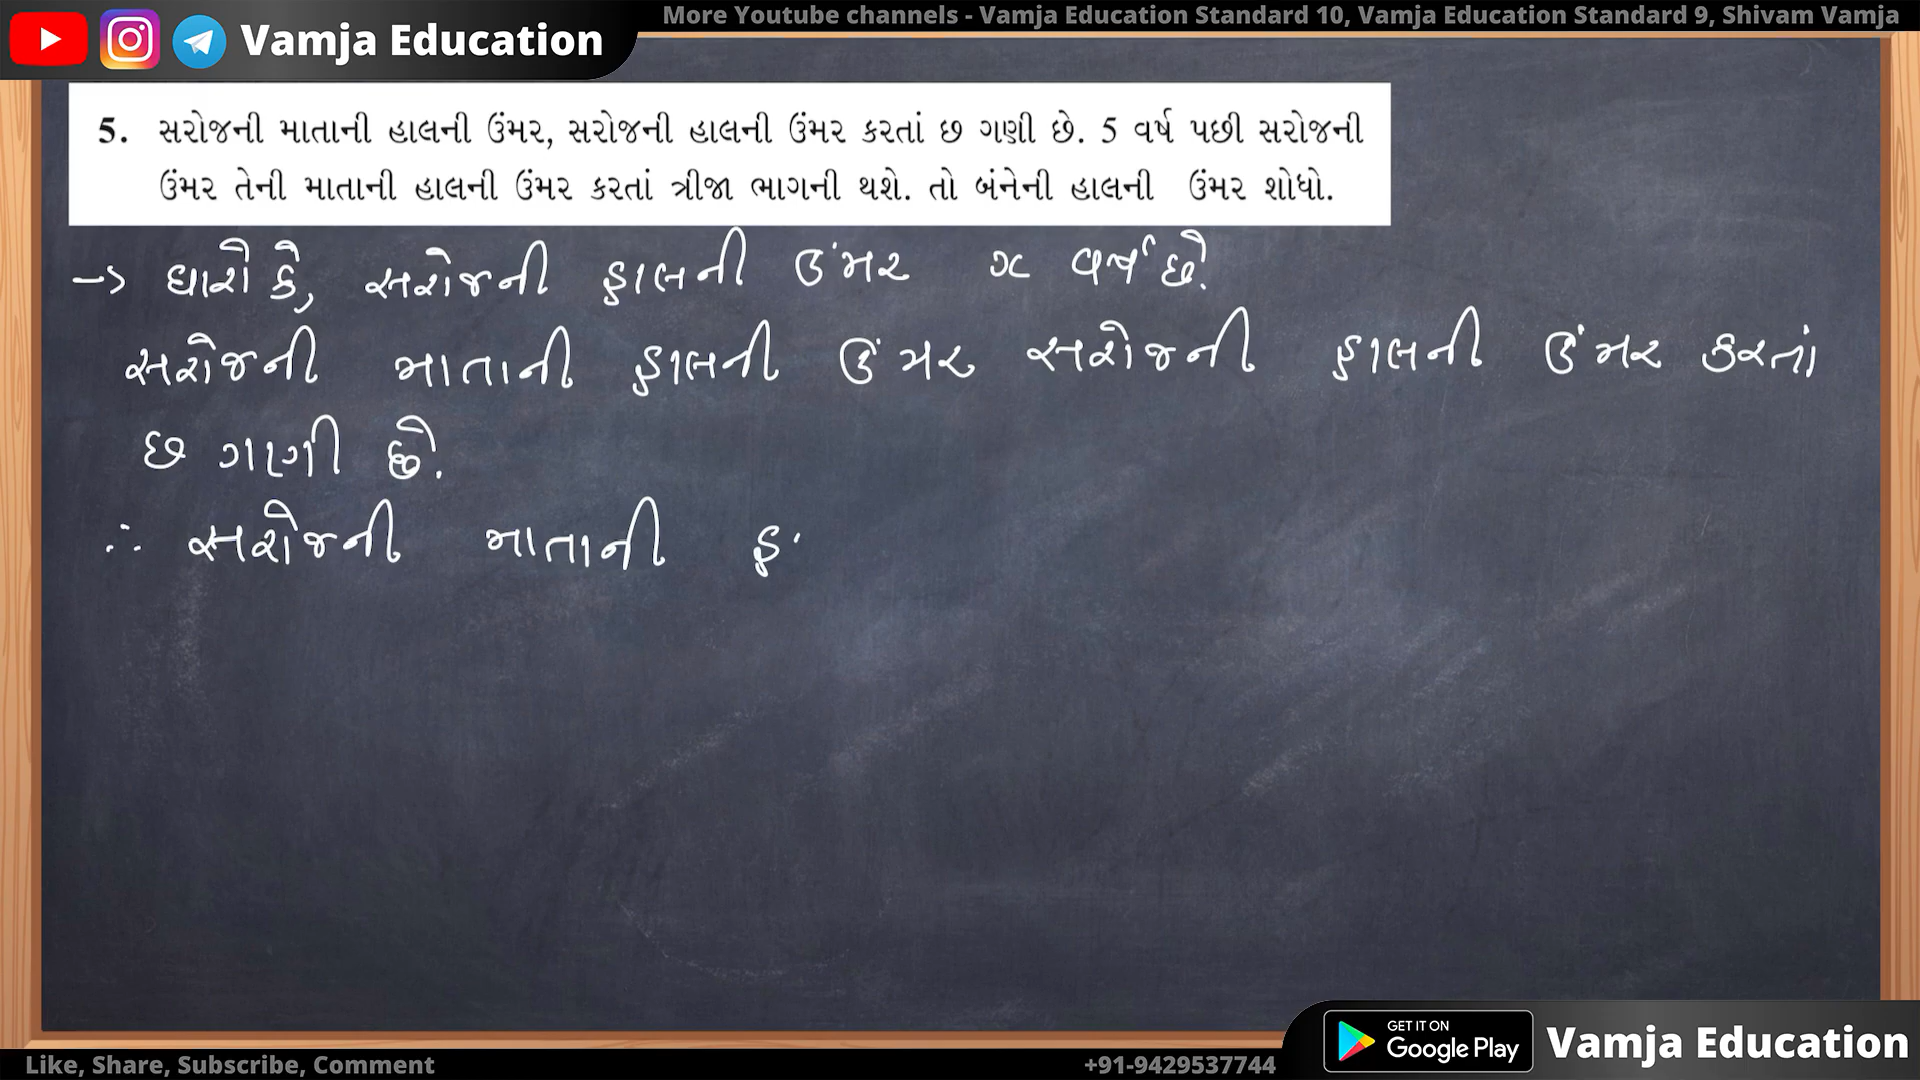 More Youtube channels - Vamja Education Standard 10, Vamja Education Standard 9, Shivam Vamja
Vamja Education
5. સરોજની માતાની હાલની ઉંમર, સરોજની હાલની ઉંમર કરતાં છ ગણી છે. 5 વર્ષ પછી સરોજની
ઉંમર તેની માતાની હાલની ઉંમર કરતાં ત્રીજા ભાગની થશે. તો બંનેની હાલની ઉંમર શોધો.
→ ધારો કે, સરોજની હાલની ઉંમર x વર્ષ છે.
સરોજની માતાની હાલની ઉંમર સરોજની હાલની ઉંમર કરતાં
છ ગણી છે.
∴ સરોજની માતાની હ
GET IT ON
Google Play
Vamja Education
Like, Share, Subscribe, Comment
+91-9429537744